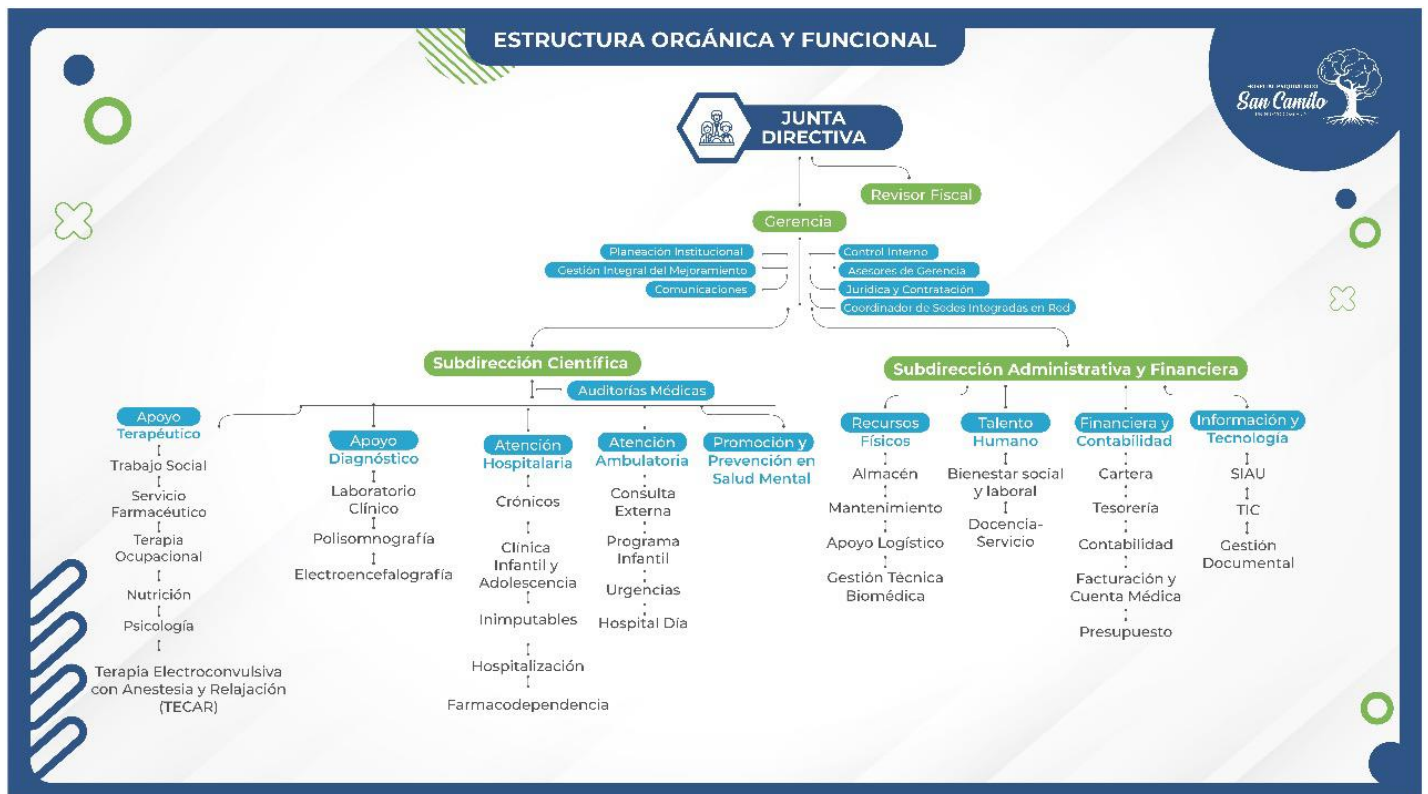 ESTRUCTURA ORGÁNICA Y FUNCIONAL
HOSPITAL PSIQUIÁTRICO
San Camilo
JUNTA
DIRECTIVA
Revisor Fiscal
Gerencia
Planeación Institucional
Gestión Integral del Mejoramiento
Comunicaciones
Control Interno
Asesores de Gerencia
Jurídica y Contratación
Coordinador de Sedes Integradas en Red
Subdirección Científica
Auditorías Médicas
Apoyo
Terapéutico
Trabajo Social
Servicio
Farmacéutico
Terapia
Ocupacional
Nutrición
Psicología
Terapia Electroconvulsiva
con Anestesia y Relajación
(TECAR)
Apoyo
Diagnóstico
Laboratorio
Clínico
Polisomnografía
Electroencefalografía
Atención
Hospitalaria
Crónicos
Clínica
Infantil y
Adolescencia
Inimputables
Hospitalización
Farmacodependencia
Atención
Ambulatoria
Consulta
Externa
Programa
Infantil
Urgencias
Hospital Día
Promoción y
Prevención en
Salud Mental
Subdirección Administrativa y Financiera
Recursos
Físicos
Almacén
Mantenimiento
Apoyo Logístico
Gestión Técnica
Biomédica
Talento
Humano
Bienestar social
y laboral
Docencia-
Servicio
Financiera y
Contabilidad
Cartera
Tesorería
Contabilidad
Facturación y
Cuenta Médica
Presupuesto
Información y
Tecnología
SIAU
TIC
Gestión
Documental